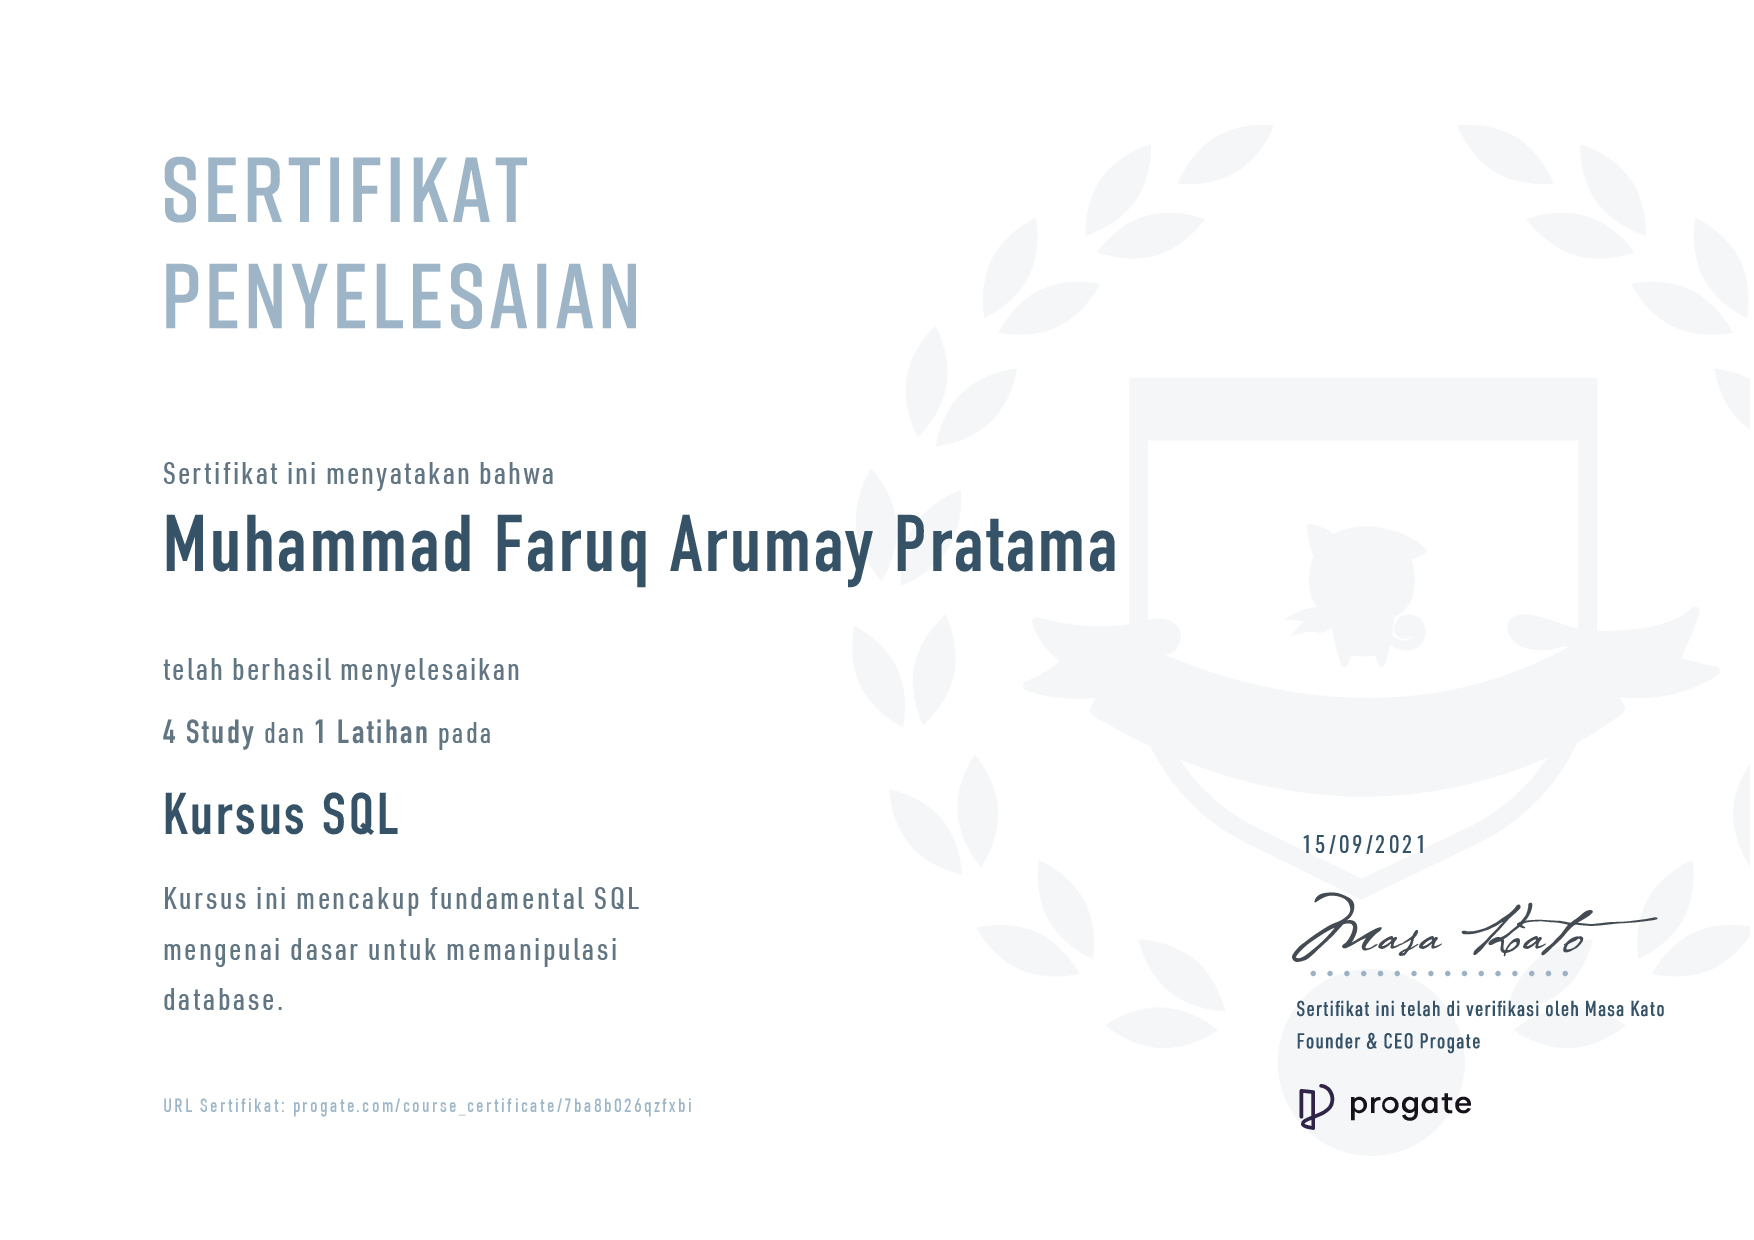 SERTIFIKAT
PENYELESAIAN
Sertifikat ini menyatakan bahwa
Muhammad Faruq Arumay Pratama
telah berhasil menyelesaikan
4 Study dan 1 Latihan pada
Kursus SQL
Kursus ini mencakup fundamental SQL
mengenai dasar untuk memanipulasi
database.
URL Sertifikat: progate.com/course_certificate/7ba8b026qzfxbi
15/09/2021
Masa Kato
Sertifikat ini telah di verifikasi oleh Masa Kato
Founder & CEO Progate
progate